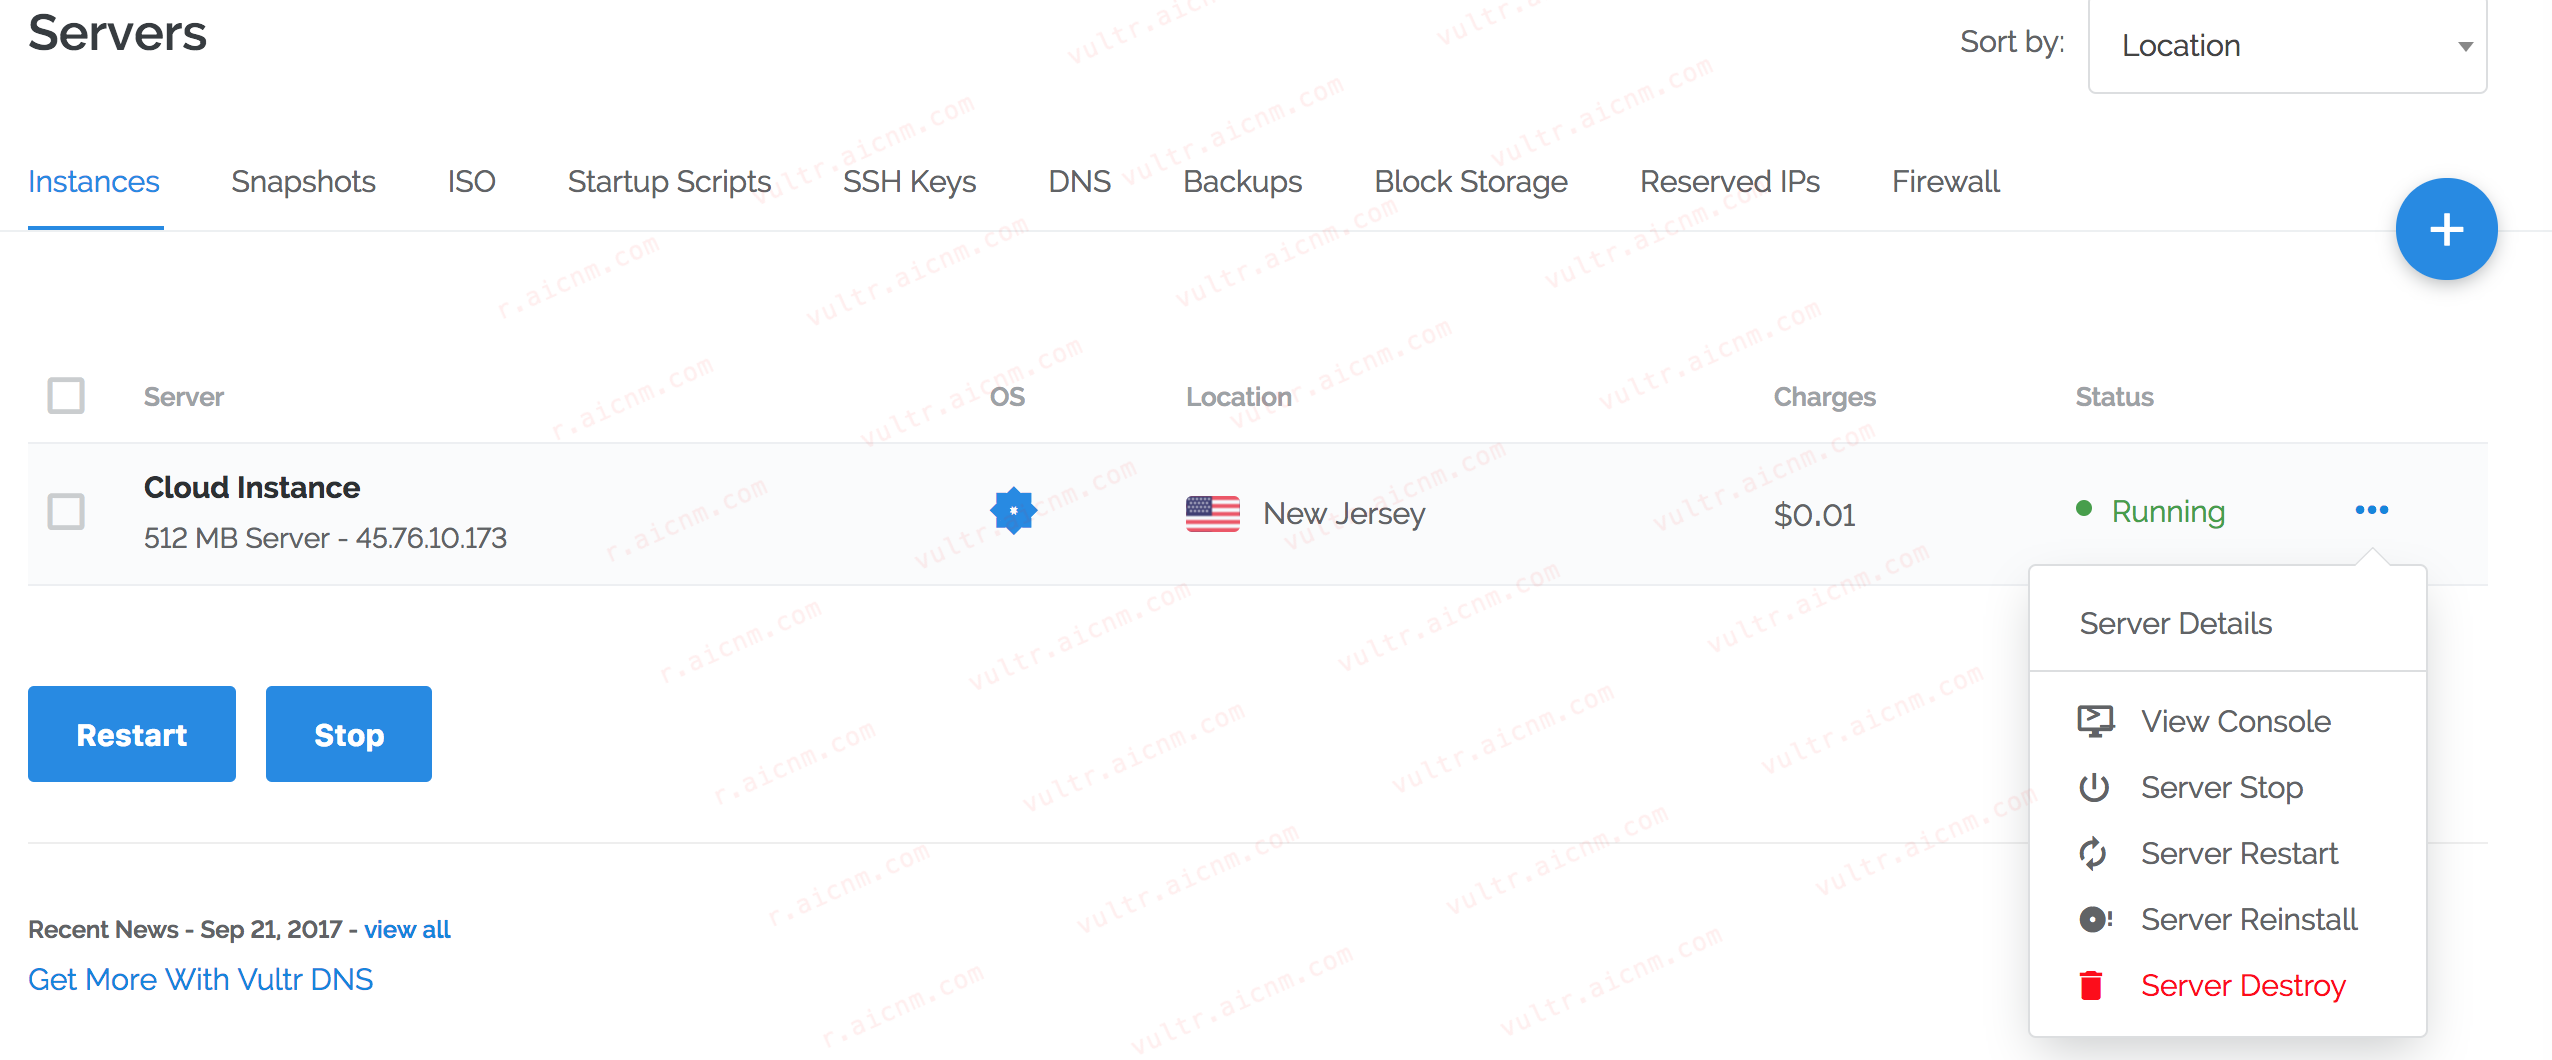 Servers
Sort by:
Location
Instances
Snapshots
ISO
Startup Scripts
SSH Keys
DNS
Backups
Block Storage
Reserved IPs
Firewall
Server
OS
Location
Charges
Status
Cloud Instance
512 MB Server - 45.76.10.173
New Jersey
$0.01
Running
Server Details
View Console
Server Stop
Server Restart
Server Reinstall
Server Destroy
Restart
Stop
Recent News - Sep 21, 2017 - view all
Get More With Vultr DNS
vultr.aicnm.com